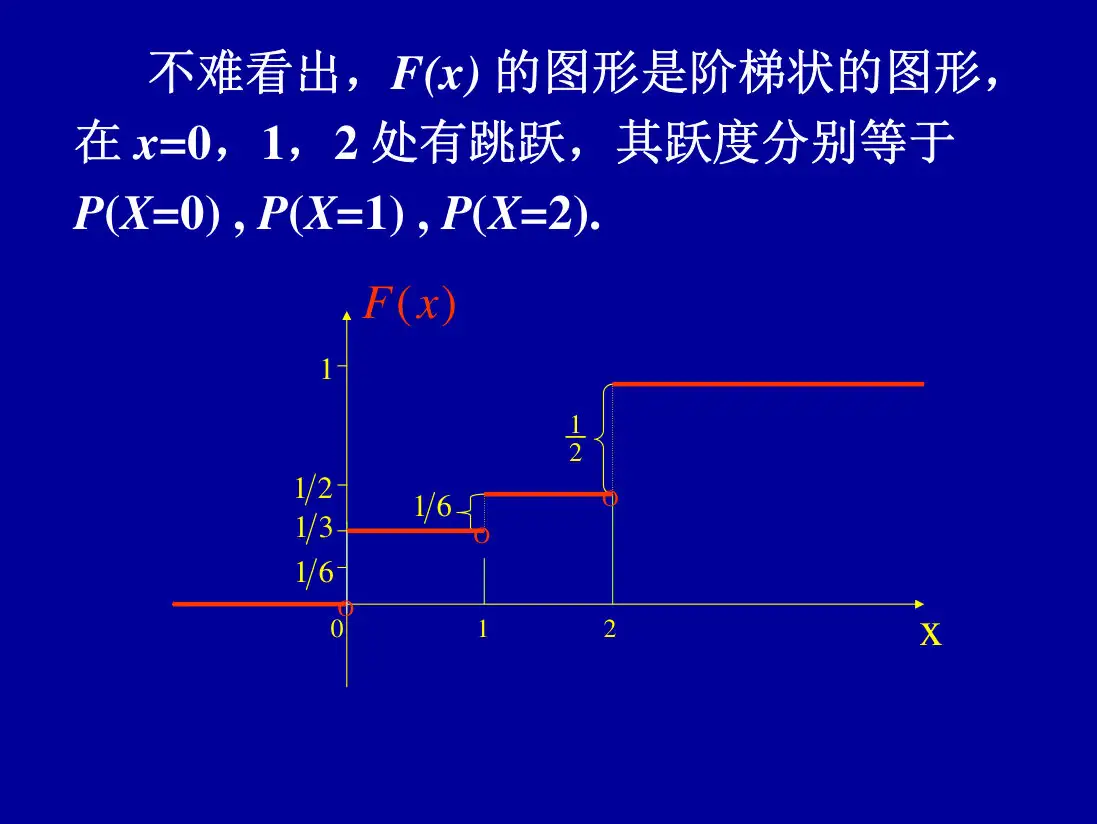 不难看出，F(x) 的图形是阶梯状的图形，
在 x=0，1，2 处有跳跃，其跃度分别等于
P(X=0) , P(X=1) , P(X=2).
F(x)
1
1/2
1/2
1/6
1/3
1/6
0
1
2
X